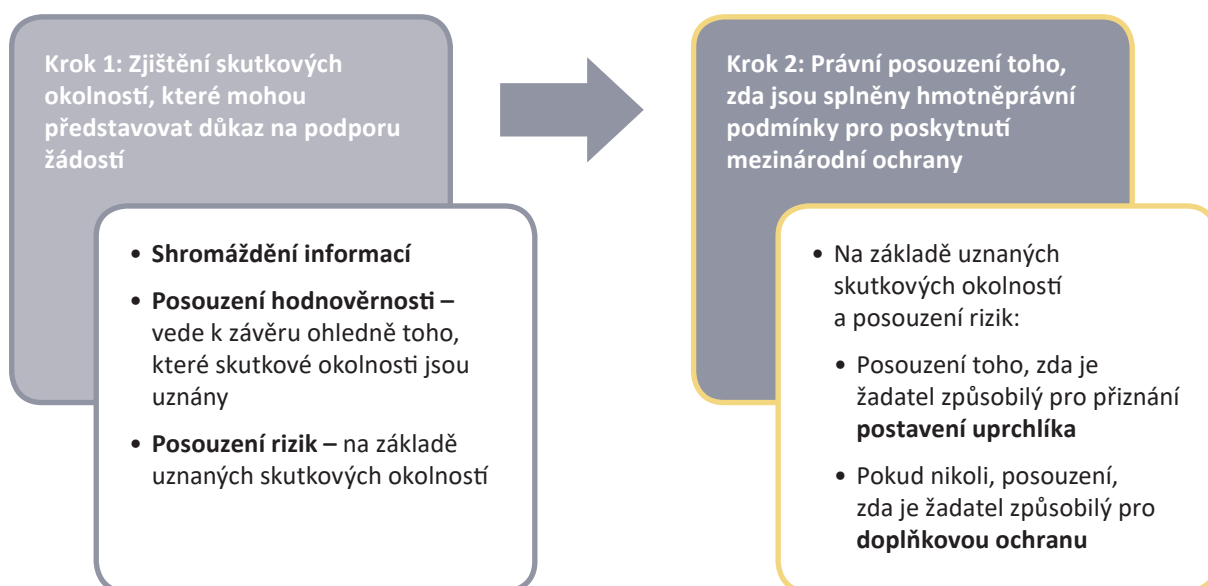 Krok 1: Zjištění skutkových
okolností, které mohou
představovat důkaz na podporu
žádostí
• Shromáždění informací
• Posouzení hodnověrnosti –
vede k závěru ohledně toho,
které skutkové okolnosti jsou
uznány
• Posouzení rizik – na základě
uznaných skutkových okolností
Krok 2: Právní posouzení toho,
zda jsou splněny hmotněprávní
podmínky pro poskytnutí
mezinárodní ochrany
• Na základě uznaných
skutkových okolností
a posouzení rizik:
• Posouzení toho, zda je
žadatel způsobilý pro přiznání
postavení uprchlíka
• Pokud nikoli, posouzení,
zda je žadatel způsobilý pro
doplňkovou ochranu